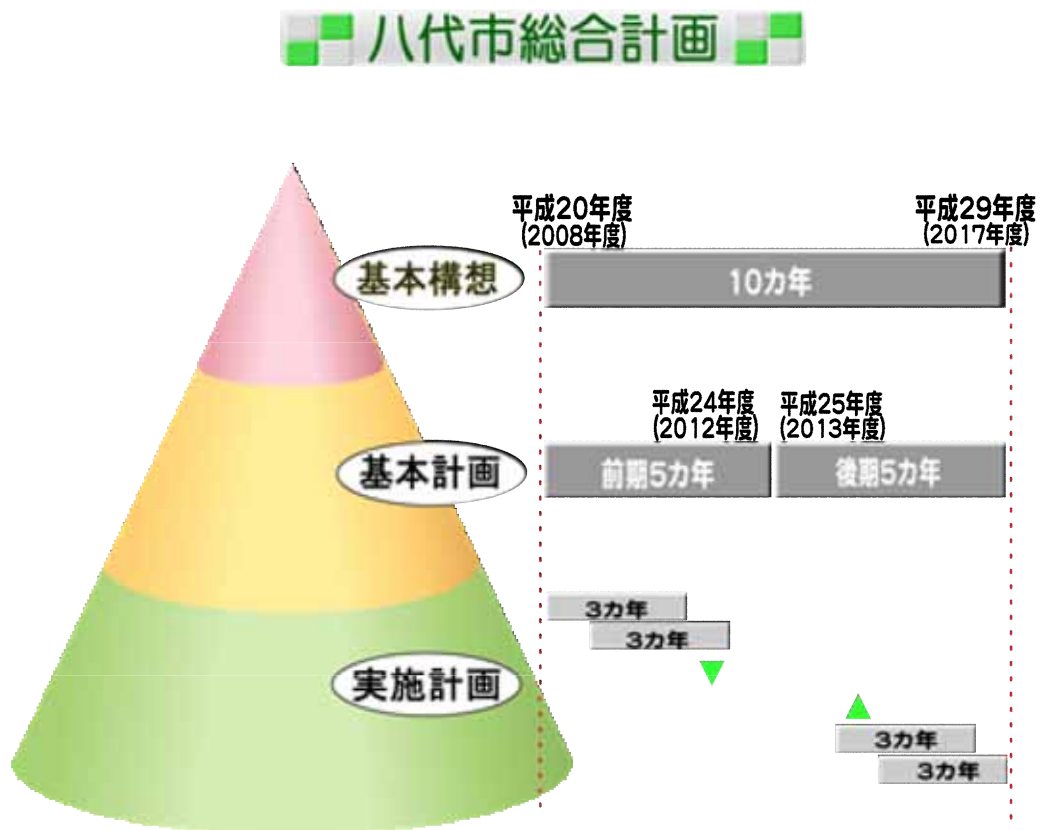 八代市総合計画
平成20年度
(2008年度)
平成29年度
(2017年度)
基本構想
10カ年
平成24年度
(2012年度)
平成25年度
(2013年度)
基本計画
前期5カ年
後期5カ年
3カ年
3カ年
実施計画
3カ年
3カ年